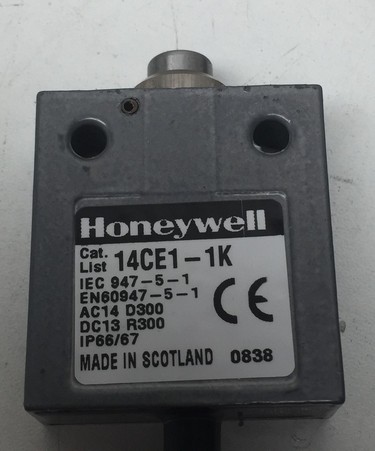 Honeywell
Cat.
List 14CE1-1K
IEC 947-5-1
EN60947-5-1
AC14 D300
DC13 R300
IP66/67
CE
MADE IN SCOTLAND 0838